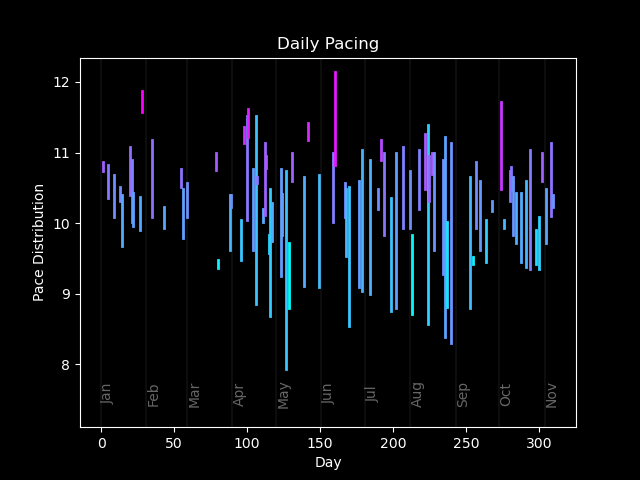 Daily Pacing
12
11
10
9
8
Pace Distribution
Jan
Feb
Mar
Apr
May
Jun
Jul
Aug
Sep
Oct
Nov
0 50 100 150 200 250 300
Day